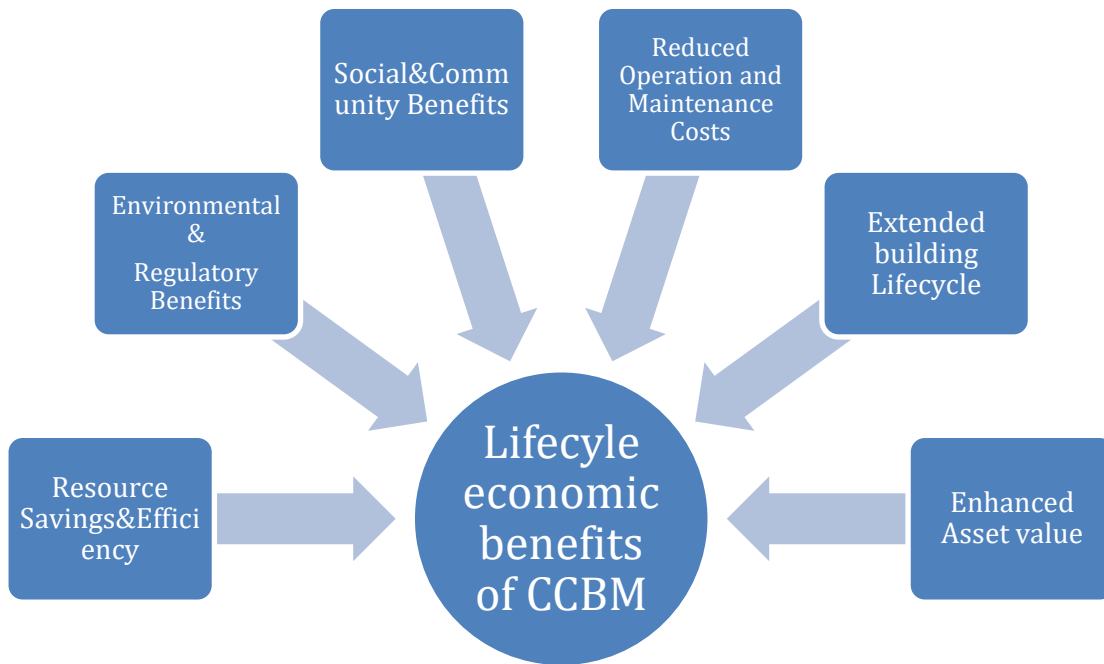 Social&Comm
unity Benefits
Reduced
Operation and
Maintenance
Costs
Environmental
&
Regulatory
Benefits
Extended
building
Lifecycle
Resource
Savings&Effici
ency
Lifecyle
economic
benefits
of CCBM
Enhanced
Asset value